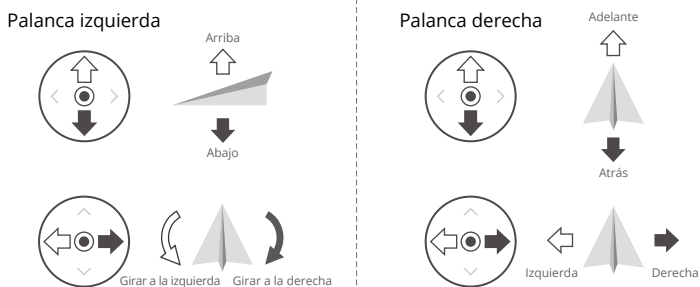 Palanca izquierda
Arriba
Abajo
Girar a la izquierda
Girar a la derecha
Palanca derecha
Adelante
Atrás
Izquierda
Derecha